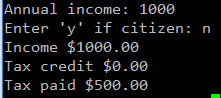 Annual income: 1000
Enter 'y' if citizen: n
Income $1000.00
Tax credit $0.00
Tax paid $500.00